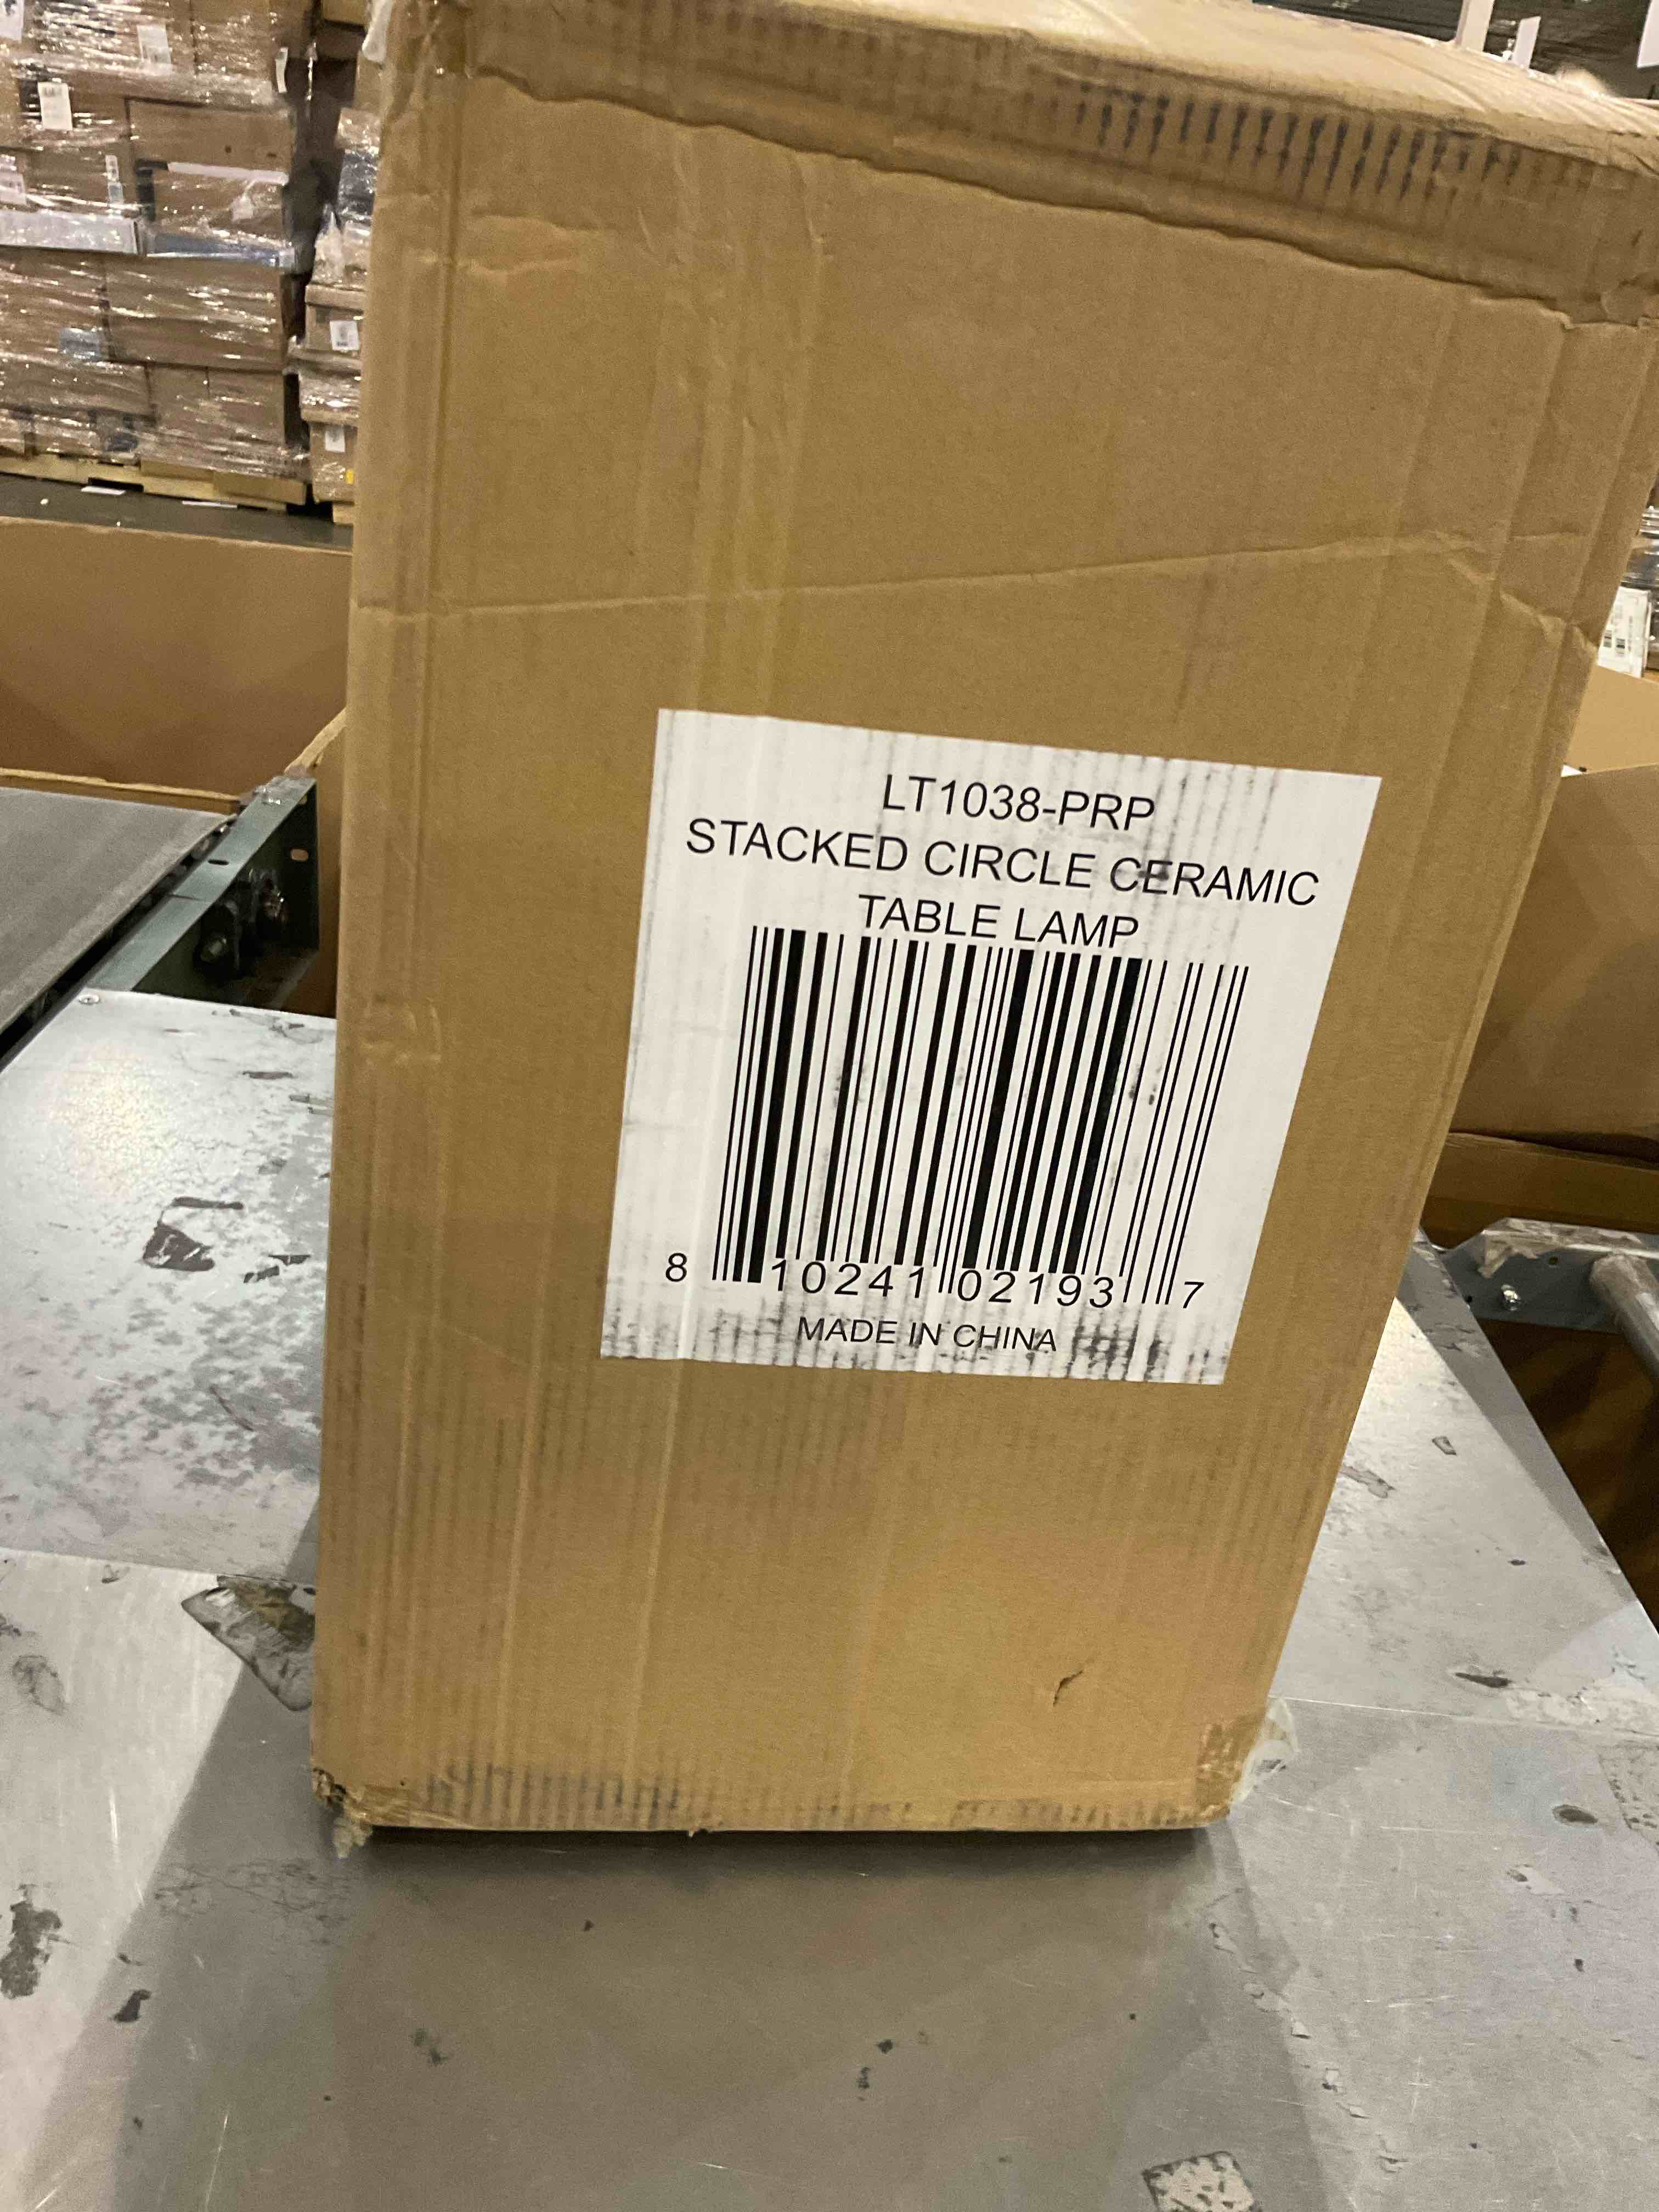 LT1038-PRP
STACKED CIRCLE CERAMIC
TABLE LAMP
8 10241 02193 7
MADE IN CHINA